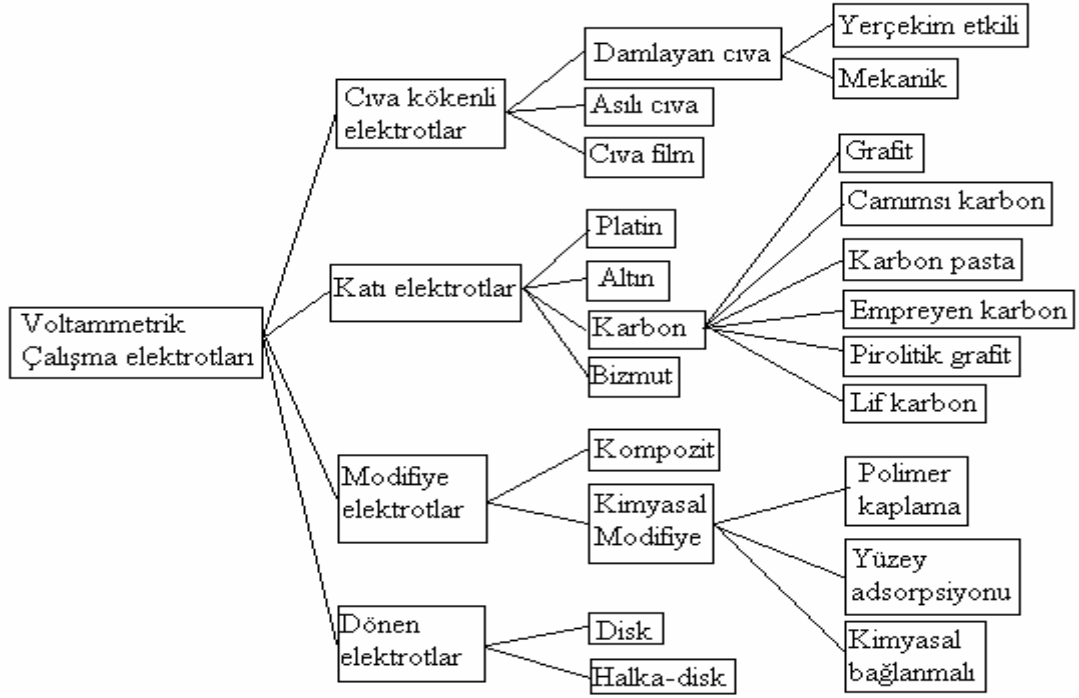 Voltammetrik
Çalışma elektrotları
Cıva kökenli
elektrotlar
Damlayan cıva
Yerçekim etkili
Mekanik
Asılı cıva
Cıva film
Katı elektrotlar
Platin
Altın
Karbon
Grafit
Camımsı karbon
Karbon pasta
Empreyen karbon
Pirolitik grafit
Lif karbon
Bizmut
Modifiye
elektrotlar
Kompozit
Kimyasal
Modifiye
Polimer
kaplama
Yüzey
adsorpsiyonu
Kimyasal
bağlanmalı
Dönen
elektrotlar
Disk
Halka-disk